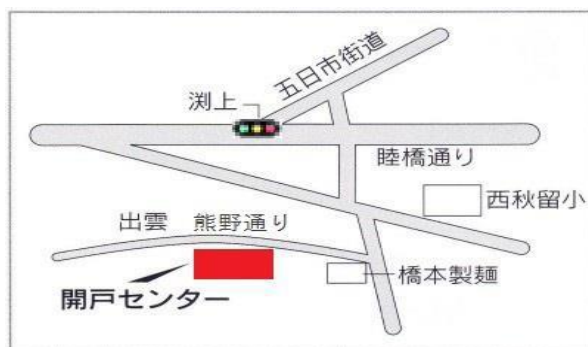 五日市街道
渕上
睦橋通り
西秋留小
出雲 熊野通り
橋本製麺
開戸センター